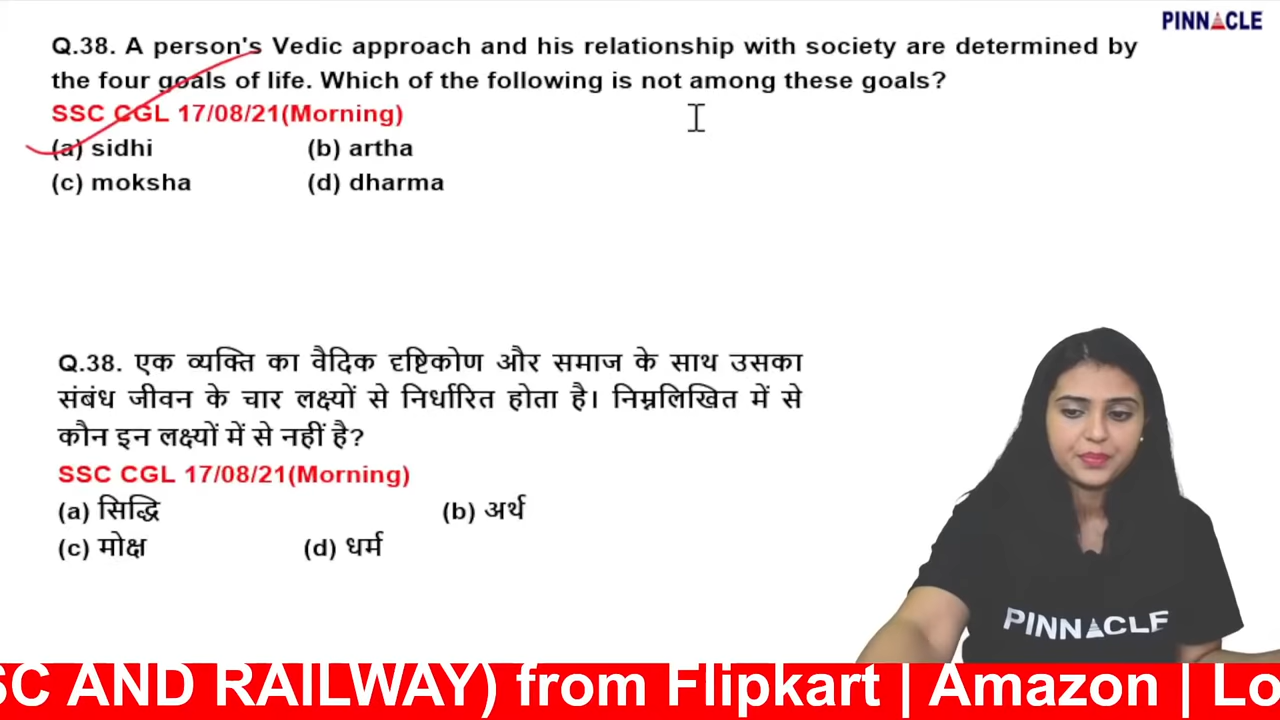 PINNACLE
Q.38. A person's Vedic approach and his relationship with society are determined by
the four goals of life. Which of the following is not among these goals?
SSC CGL 17/08/21(Morning)
(a) sidhi (b) artha
(c) moksha (d) dharma
Q.38. एक व्यक्ति का वैदिक दृष्टिकोण और समाज के साथ उसका
संबंध जीवन के चार लक्ष्यों से निर्धारित होता है। निम्नलिखित में से
कौन इन लक्ष्यों में से नहीं है?
SSC CGL 17/08/21(Morning)
(a) सिद्धि (b) अर्थ
(c) मोक्ष (d) धर्म
PINNACLE
SC AND RAILWAY) from Flipkart | Amazon | Lo